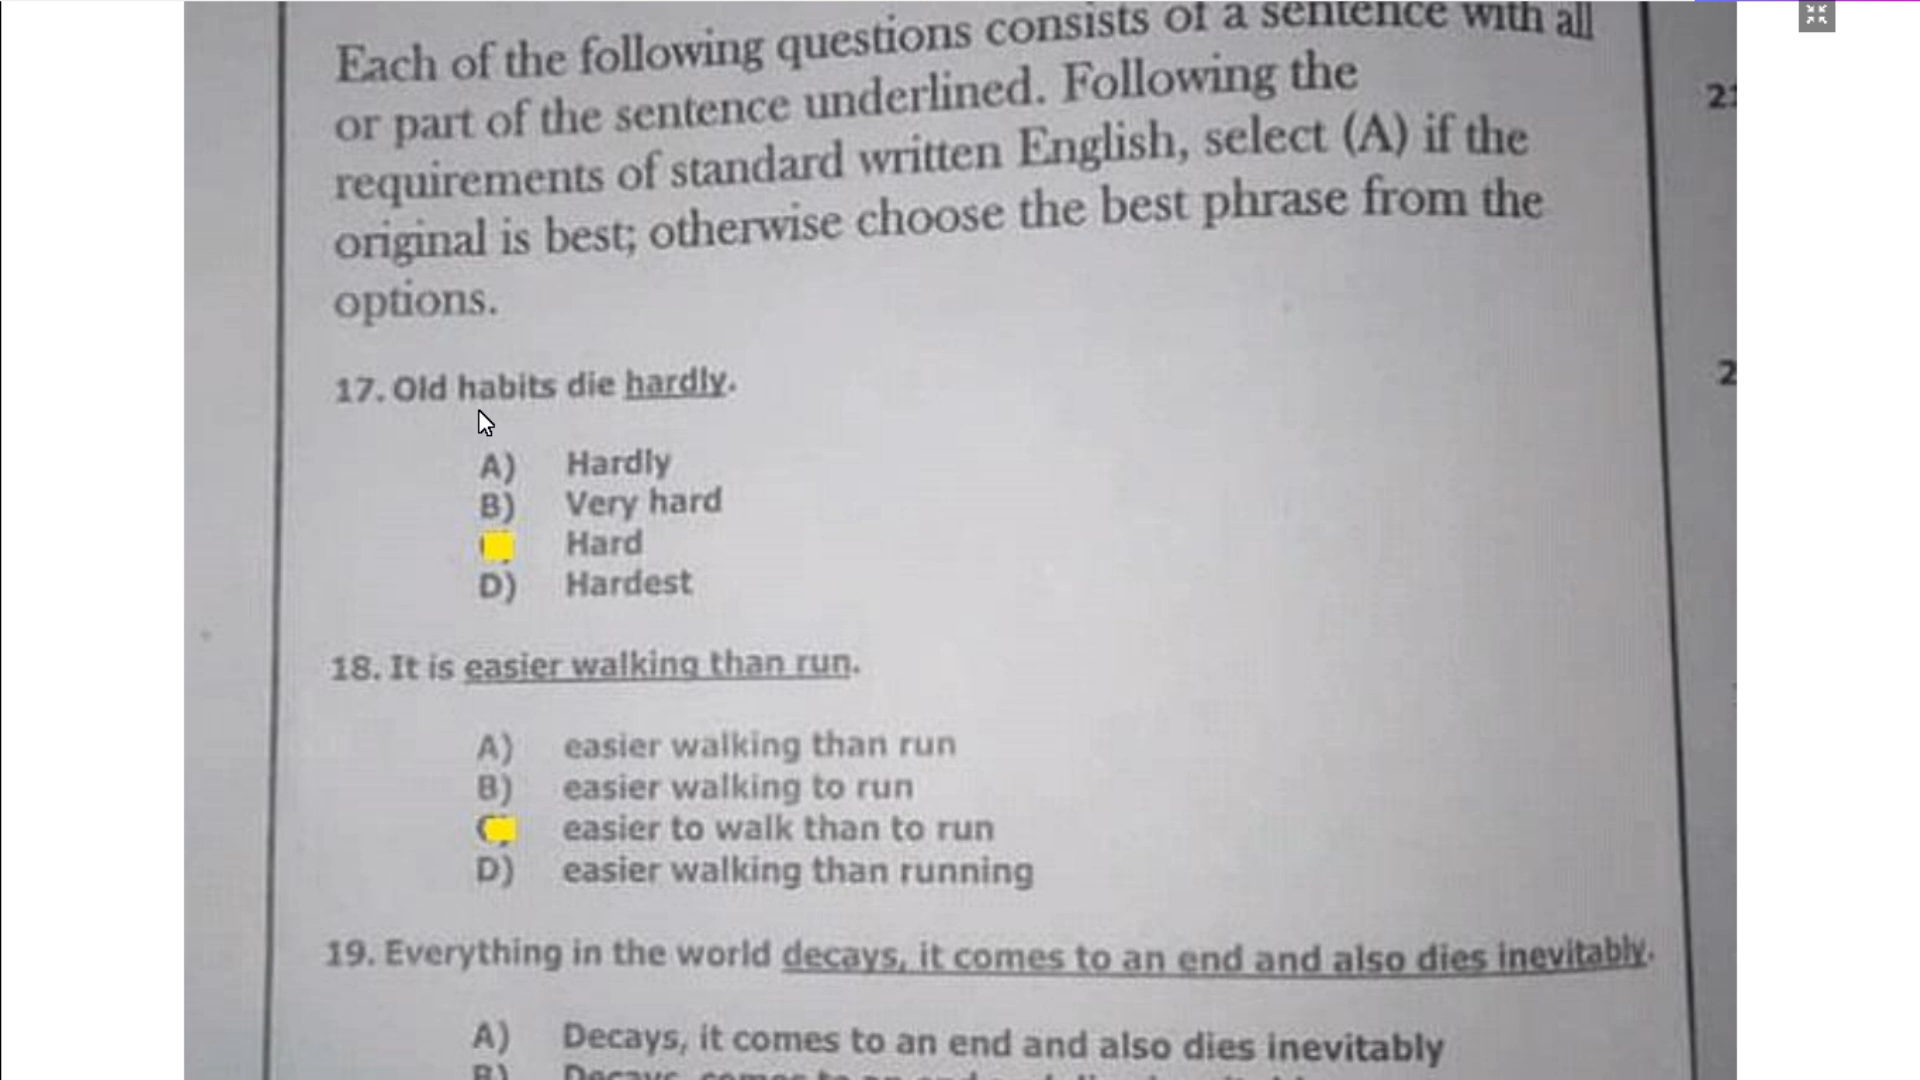 Each of the following questions consists of a sentence with all
or part of the sentence underlined. Following the
requirements of standard written English, select (A) if the
original is best; otherwise choose the best phrase from the
options.
17. Old habits die hardly.
A) Hardly
B) Very hard
Hard
D) Hardest
18. It is easier walking than run.
A) easier walking than run
B) easier walking to run
easier to walk than to run
D) easier walking than running
19. Everything in the world decays, it comes to an end and also dies inevitably.
A) Decays, it comes to an end and also dies inevitably